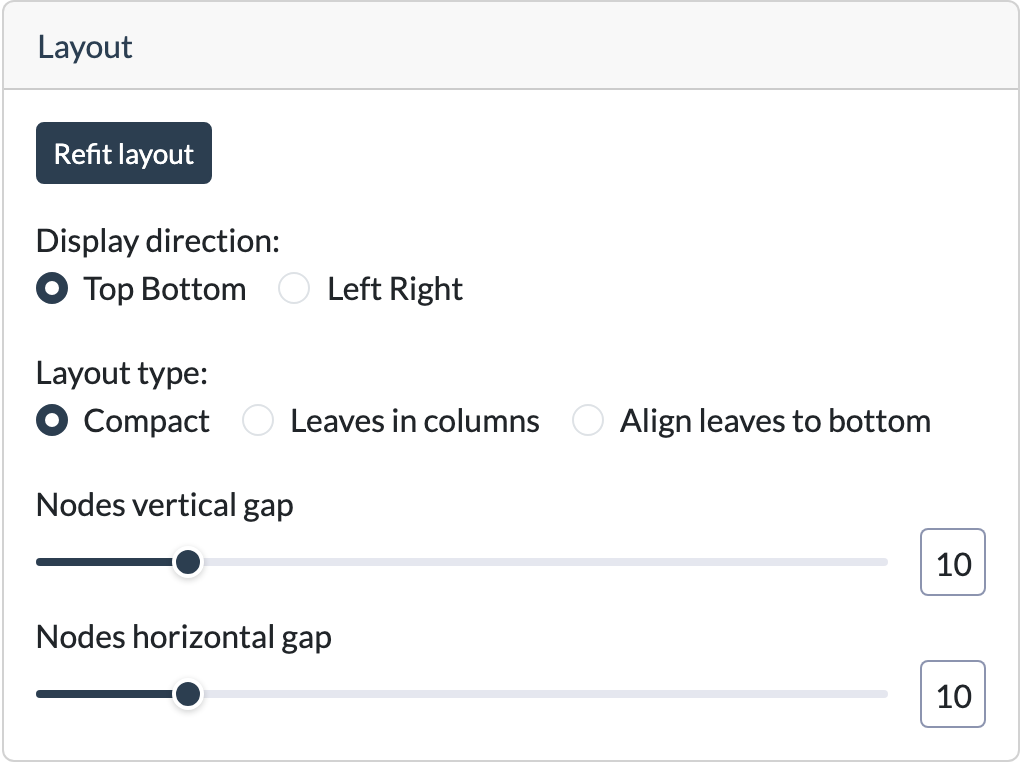 Layout
Refit layout
Display direction:
Top Bottom Left Right
Layout type:
Compact Leaves in columns Align leaves to bottom
Nodes vertical gap
10
Nodes horizontal gap
10